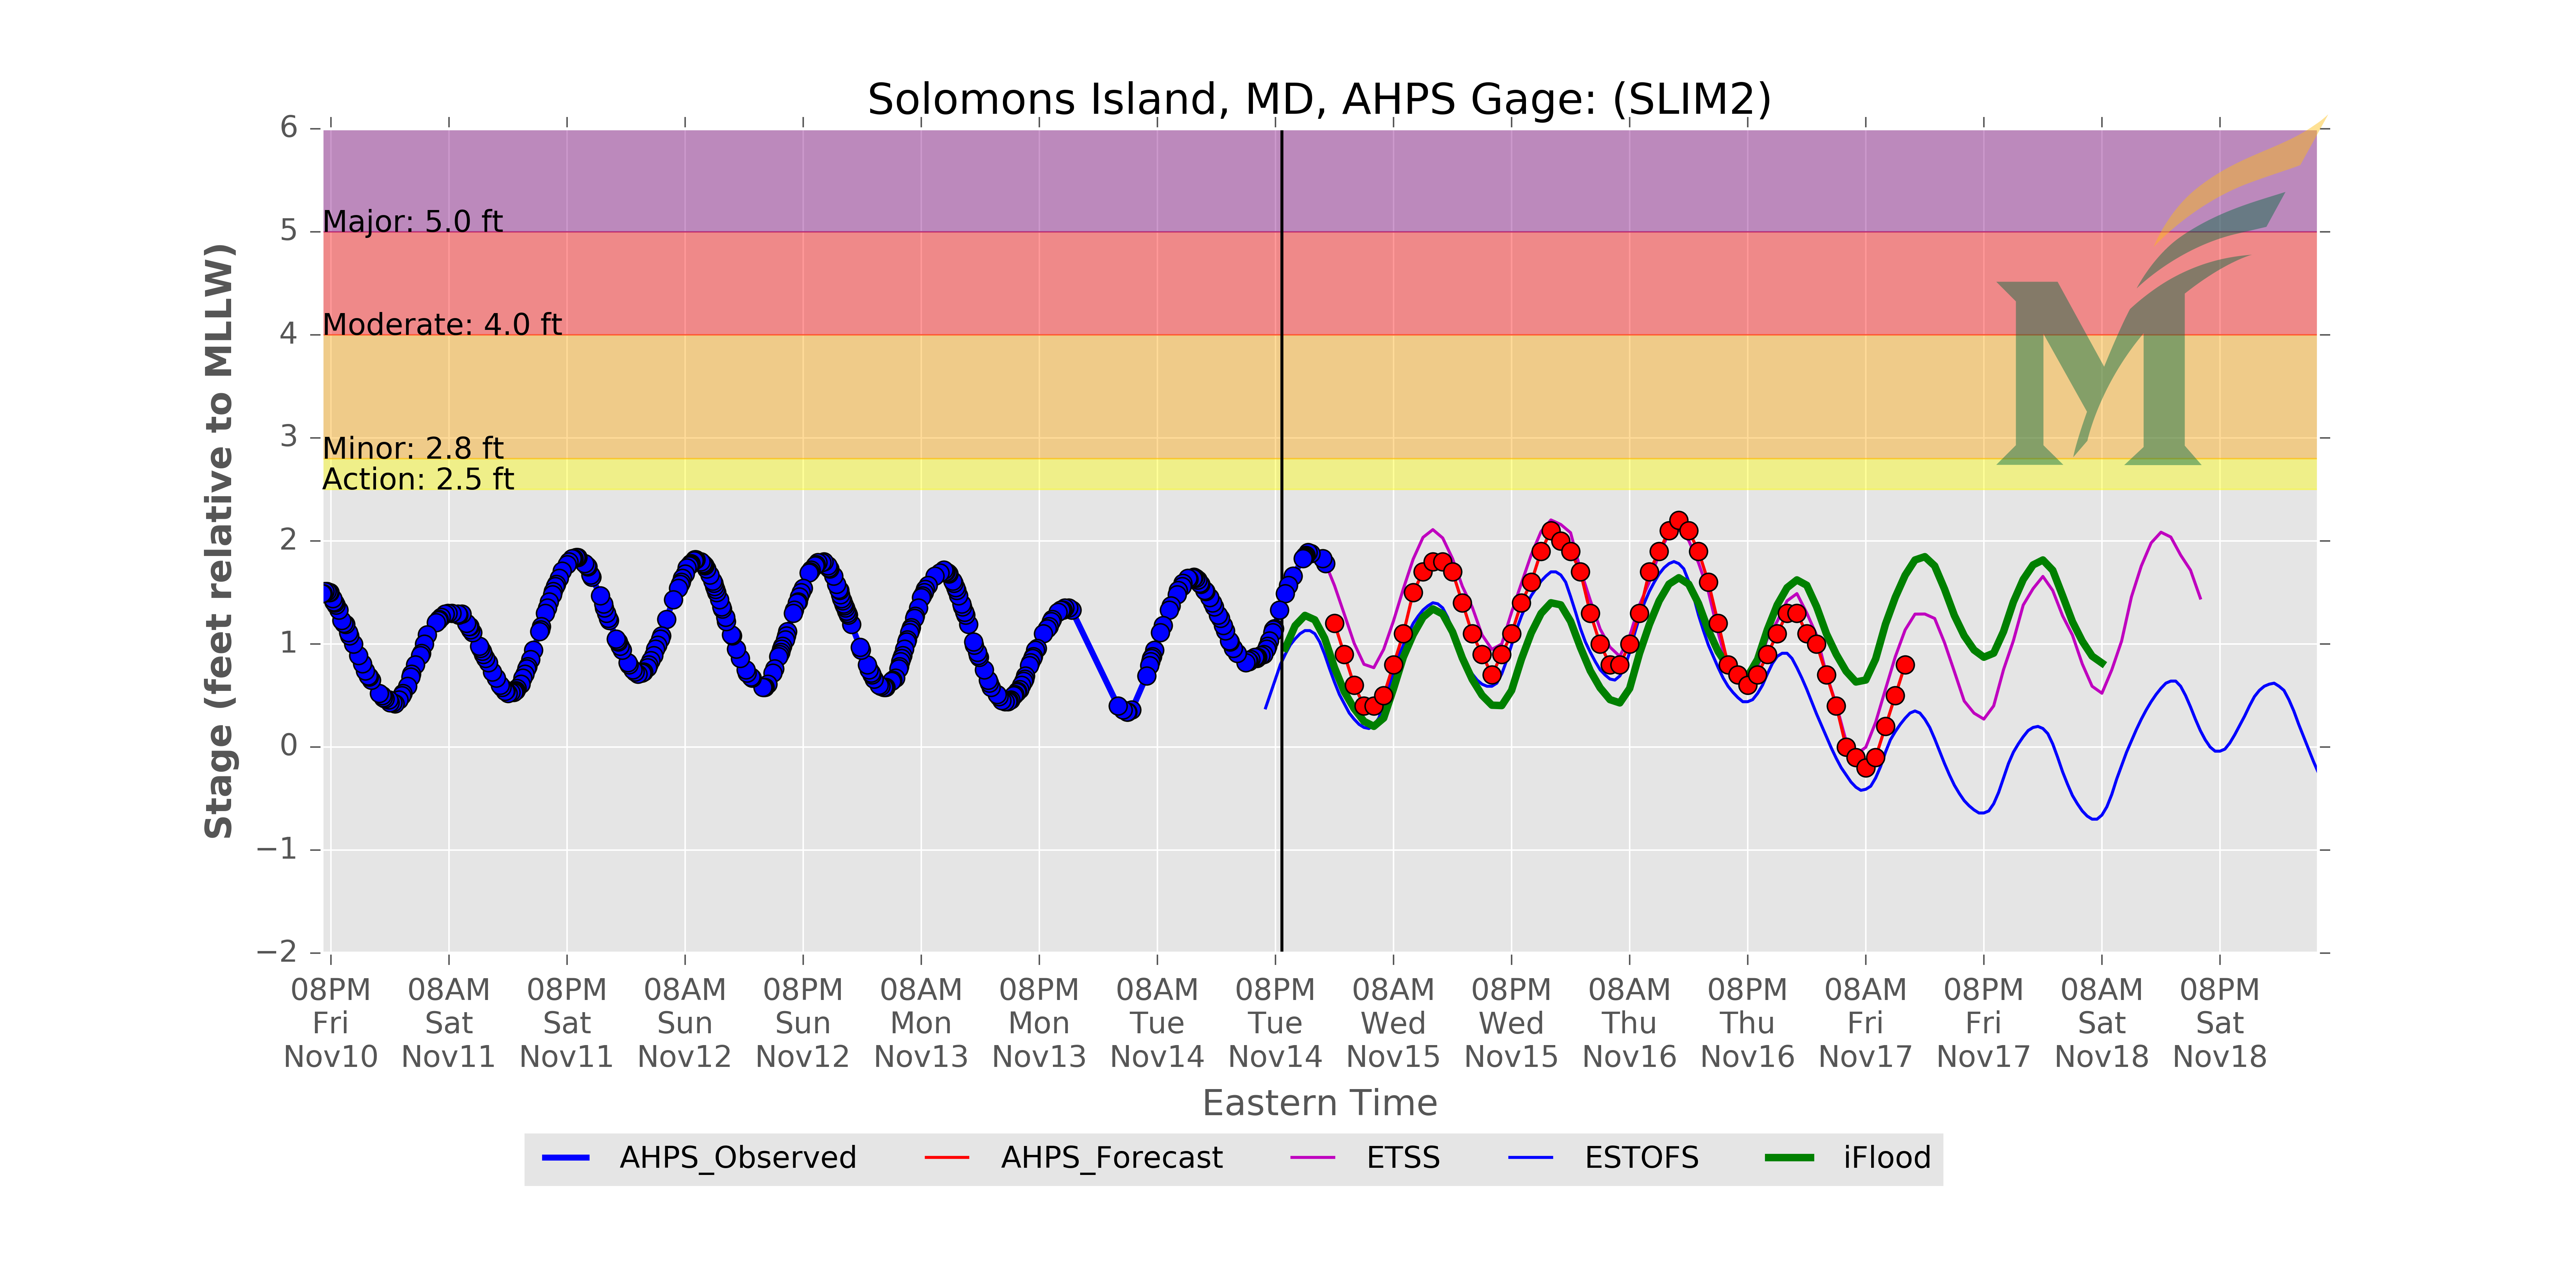 Solomons Island, MD, AHPS Gage: (SLIM2)
Stage (feet relative to MLLW)
6
5
4
3
2
1
0
−1
−2
Major: 5.0 ft
Moderate: 4.0 ft
Minor: 2.8 ft
Action: 2.5 ft
M
08PM 08AM 08PM 08AM 08PM 08AM 08PM 08AM 08PM 08AM 08PM 08AM 08PM 08AM 08PM 08AM 08PM
Fri Sat Sat Sun Sun Mon Mon Tue Tue Wed Wed Thu Thu Fri Fri Sat Sat
Nov10 Nov11 Nov11 Nov12 Nov12 Nov13 Nov13 Nov14 Nov14 Nov15 Nov15 Nov16 Nov16 Nov17 Nov17 Nov18 Nov18
Eastern Time
AHPS_Observed AHPS_Forecast ETSS ESTOFS iFlood